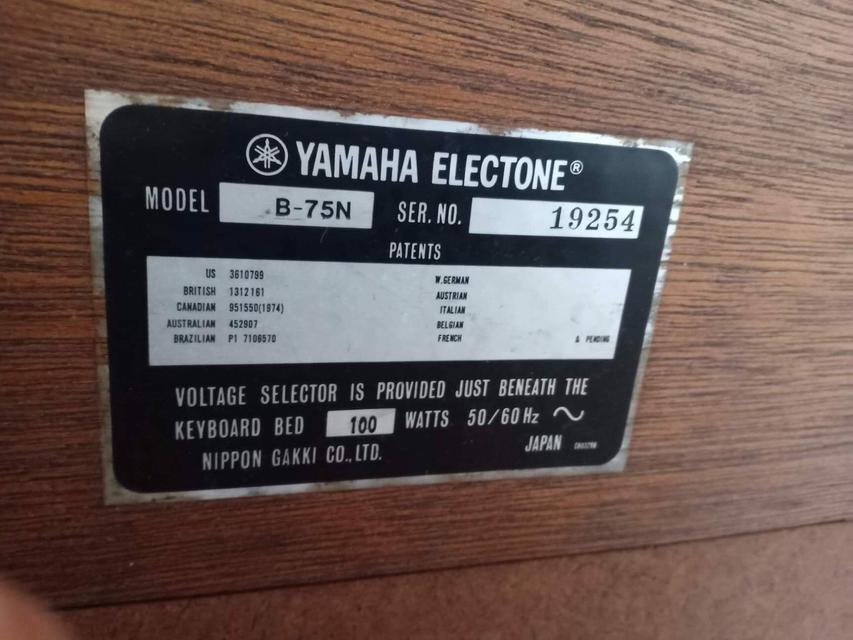 YAMAHA ELECTONE®
MODEL B-75N SER. NO. 19254
PATENTS
US 3610799 W.GERMAN
BRITISH 1312161 AUSTRIAN
CANADIAN 951550(1974) ITALIAN
AUSTRALIAN 452907 BELGIAN
BRAZILIAN P1 7106570 FRENCH & PENDING
VOLTAGE SELECTOR IS PROVIDED JUST BENEATH THE
KEYBOARD BED 100 WATTS 50/60Hz
NIPPON GAKKI CO., LTD. JAPAN